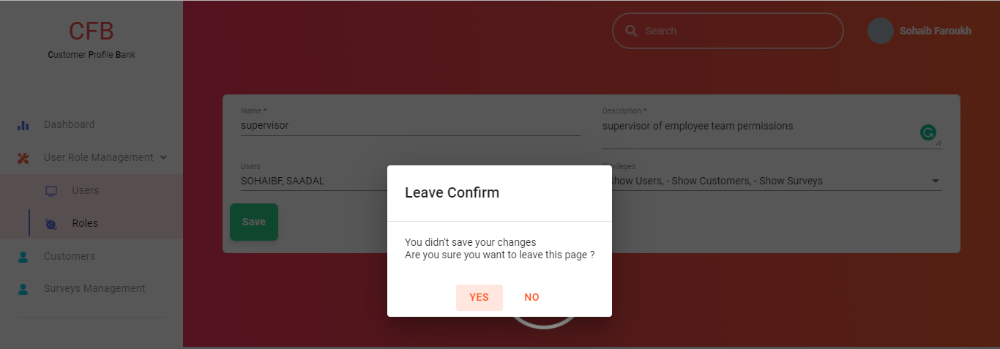 CFB
Customer Profile Bank
Search
Sohaib Faroukh
Dashboard
User Role Management
Users
Roles
Customers
Surveys Management
Name *
supervisor
Description *
supervisor of employee team permissions
Users
SOHAIBF, SAADAL
Show Users, - Show Customers, - Show Surveys
Save
Leave Confirm
You didn't save your changes
Are you sure you want to leave this page ?
YES NO